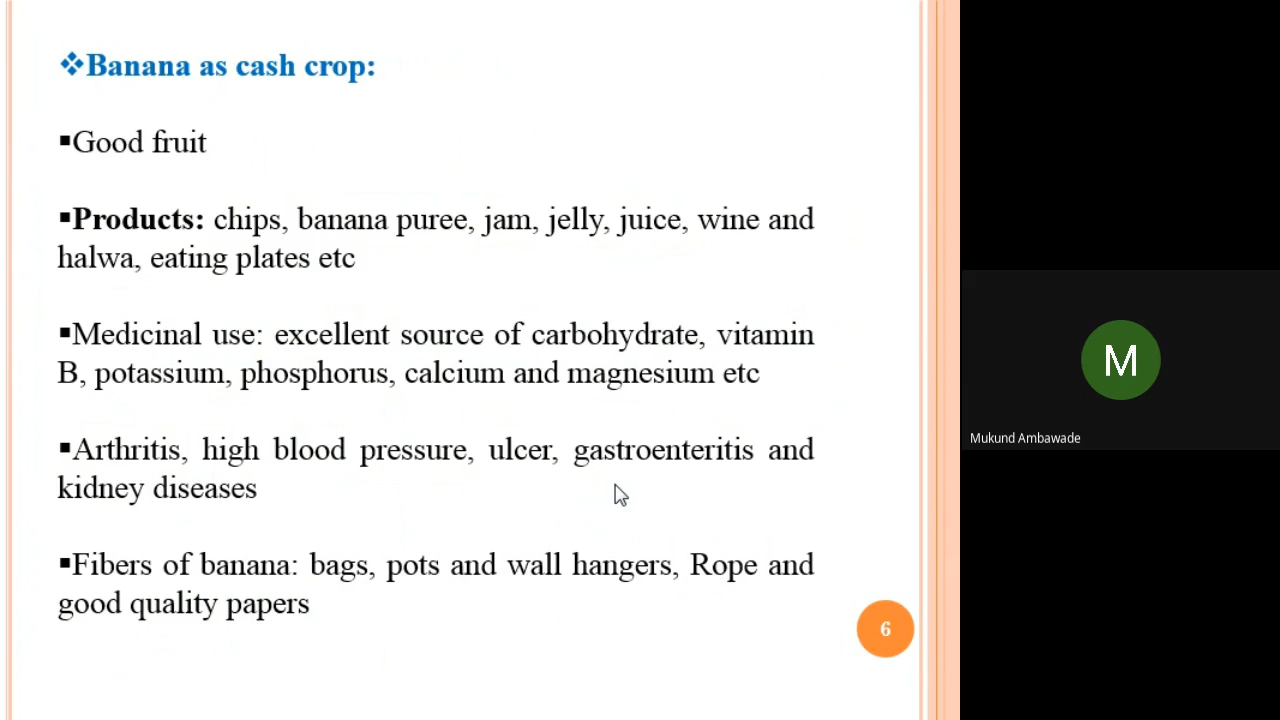 ❖Banana as cash crop:
▪Good fruit
▪Products: chips, banana puree, jam, jelly, juice, wine and
halwa, eating plates etc
▪Medicinal use: excellent source of carbohydrate, vitamin
B, potassium, phosphorus, calcium and magnesium etc
▪Arthritis, high blood pressure, ulcer, gastroenteritis and
kidney diseases
▪Fibers of banana: bags, pots and wall hangers, Rope and
good quality papers
6
M
Mukund Ambawade